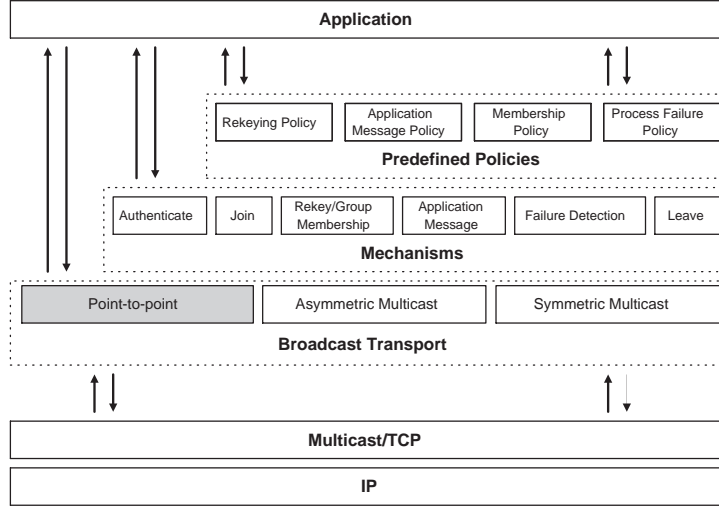 Application
Rekeying Policy
Application
Message Policy
Membership
Policy
Process Failure
Policy
Predefined Policies
Authenticate
Join
Rekey/Group
Membership
Application
Message
Failure Detection
Leave
Mechanisms
Point-to-point
Asymmetric Multicast
Symmetric Multicast
Broadcast Transport
Multicast/TCP
IP